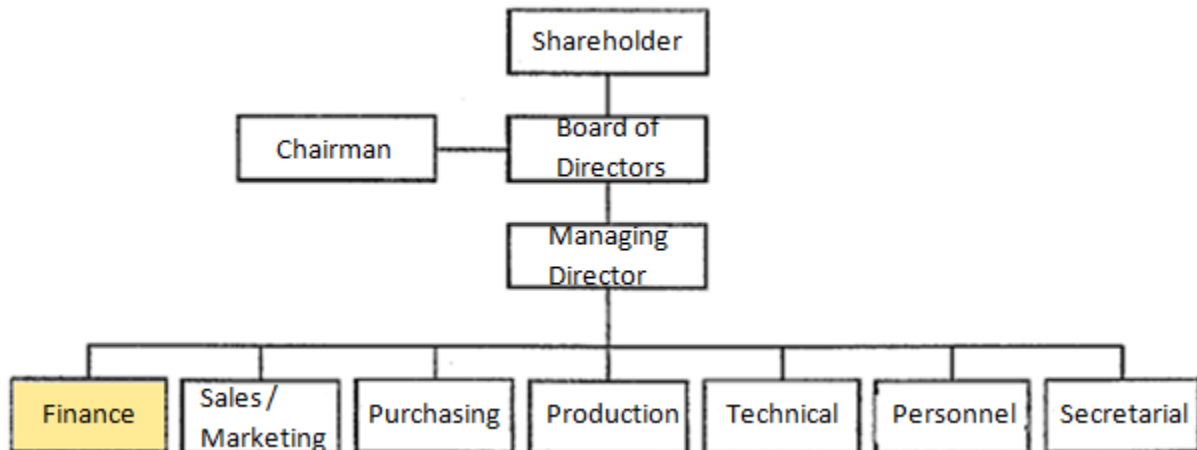 Shareholder
Chairman
Board of
Directors
Managing
Director
Finance
Sales/
Marketing
Purchasing
Production
Technical
Personnel
Secretarial